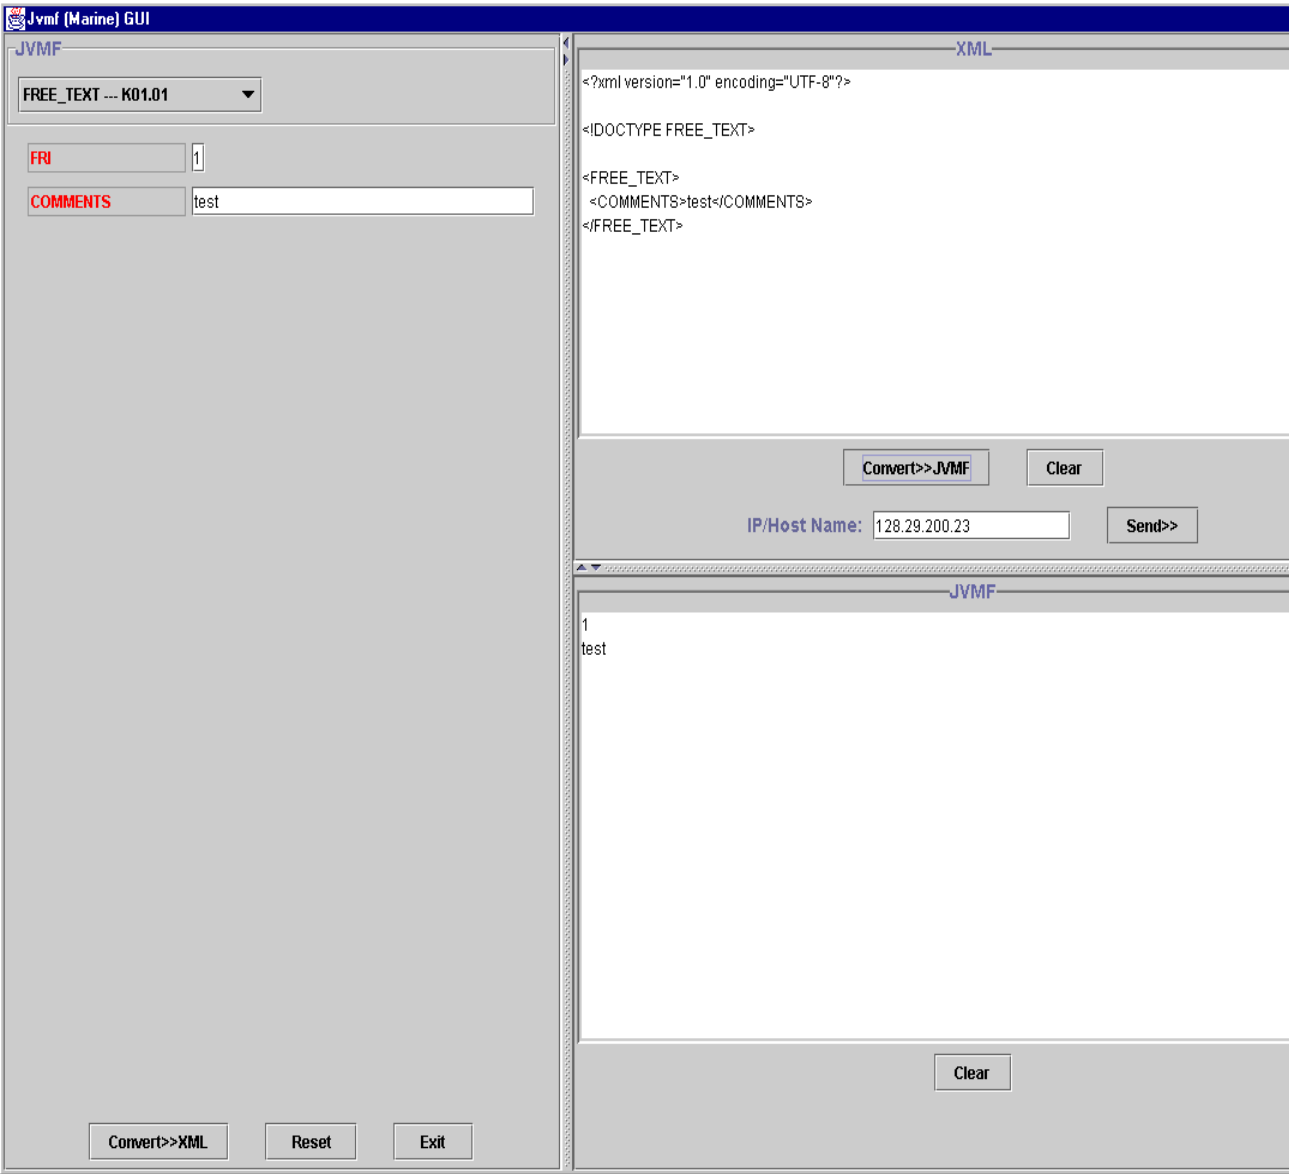 Jvmf (Marine) GUI
JVMF
FREE_TEXT --- K01.01
FRI
1
COMMENTS
test
Convert>>XML
Reset
Exit
XML
<?xml version="1.0" encoding="UTF-8"?>
<!DOCTYPE FREE_TEXT>
<FREE_TEXT>
<COMMENTS>test</COMMENTS>
</FREE_TEXT>
Convert>>JVMF
Clear
IP/Host Name:
128.29.200.23
Send>>
JVMF
1
test
Clear